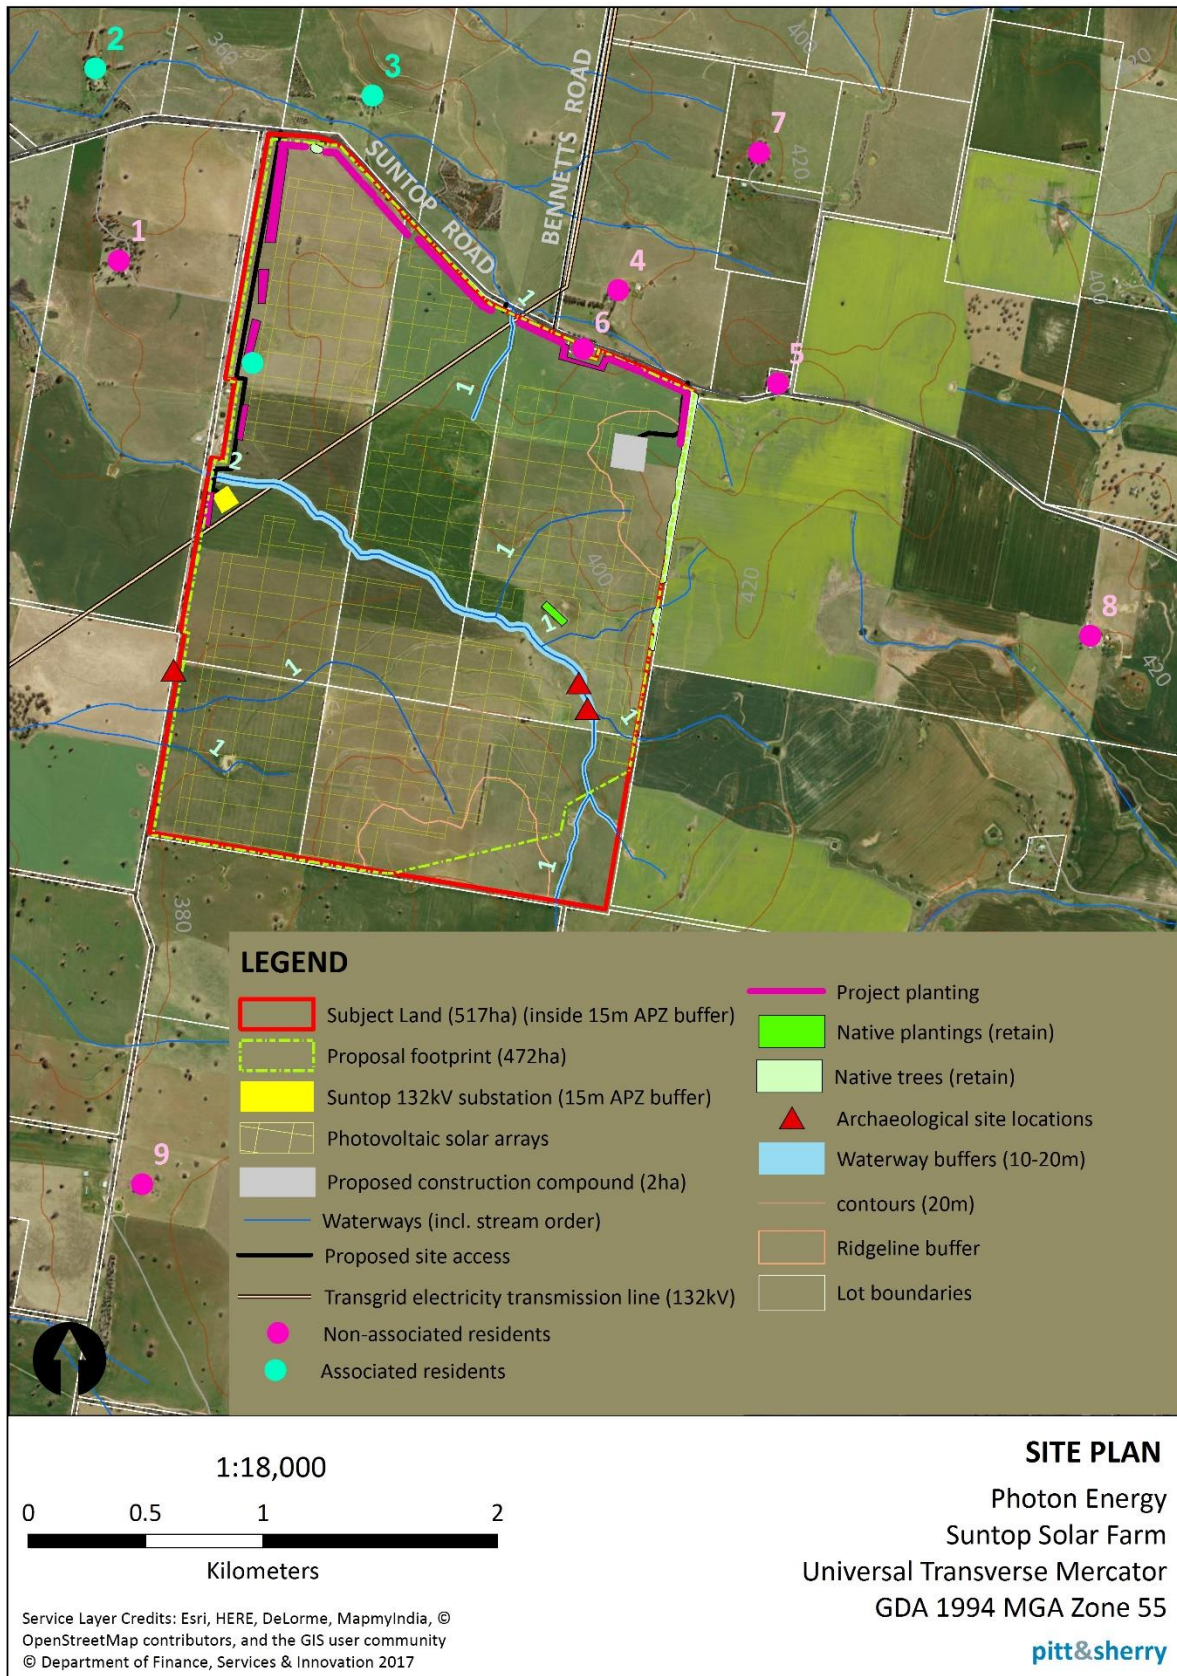 2
3
360
400
420
7
420
SUNTOP ROAD
BENNETTS ROAD
1
4
400
1
6
5
1
2
1
400
420
8
1
420
1
1
1
1
380
9
LEGEND
Subject Land (517ha) (inside 15m APZ buffer)
Proposal footprint (472ha)
Suntop 132kV substation (15m APZ buffer)
Photovoltaic solar arrays
Proposed construction compound (2ha)
Waterways (incl. stream order)
Proposed site access
Transgrid electricity transmission line (132kV)
Non-associated residents
Associated residents
Project planting
Native plantings (retain)
Native trees (retain)
Archaeological site locations
Waterway buffers (10-20m)
contours (20m)
Ridgeline buffer
Lot boundaries
1:18,000
0 0.5 1 2
Kilometers
Service Layer Credits: Esri, HERE, DeLorme, MapmyIndia, ©
OpenStreetMap contributors, and the GIS user community
© Department of Finance, Services & Innovation 2017
SITE PLAN
Photon Energy
Suntop Solar Farm
Universal Transverse Mercator
GDA 1994 MGA Zone 55
pitt&sherry